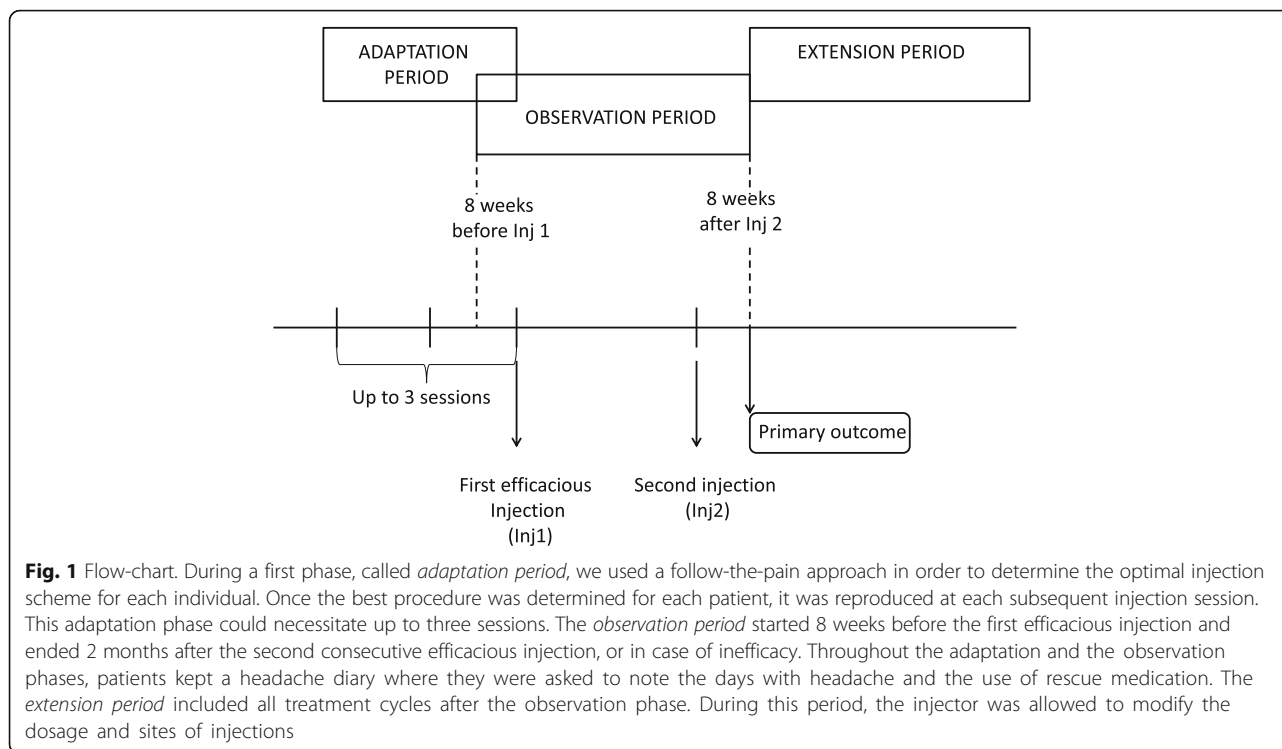 ADAPTATION
PERIOD
EXTENSION PERIOD
OBSERVATION PERIOD
8 weeks
before Inj 1
8 weeks
after Inj 2
Up to 3 sessions
Primary outcome
First efficacious
Injection
(Inj1)
Second injection
(Inj2)
Fig. 1 Flow-chart. During a first phase, called adaptation period, we used a follow-the-pain approach in order to determine the optimal injection
scheme for each individual. Once the best procedure was determined for each patient, it was reproduced at each subsequent injection session.
This adaptation phase could necessitate up to three sessions. The observation period started 8 weeks before the first efficacious injection and
ended 2 months after the second consecutive efficacious injection, or in case of inefficacy. Throughout the adaptation and the observation
phases, patients kept a headache diary where they were asked to note the days with headache and the use of rescue medication. The
extension period included all treatment cycles after the observation phase. During this period, the injector was allowed to modify the
dosage and sites of injections